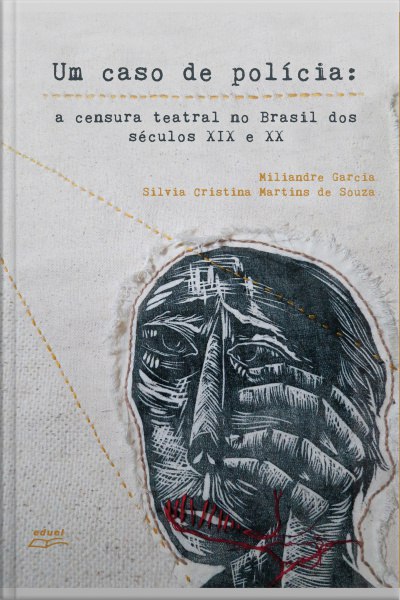 Um caso de polícia:
a censura teatral no Brasil dos
séculos XIX e XX
Miliandre Garcia
Silvia Cristina Martins de Souza
eduel